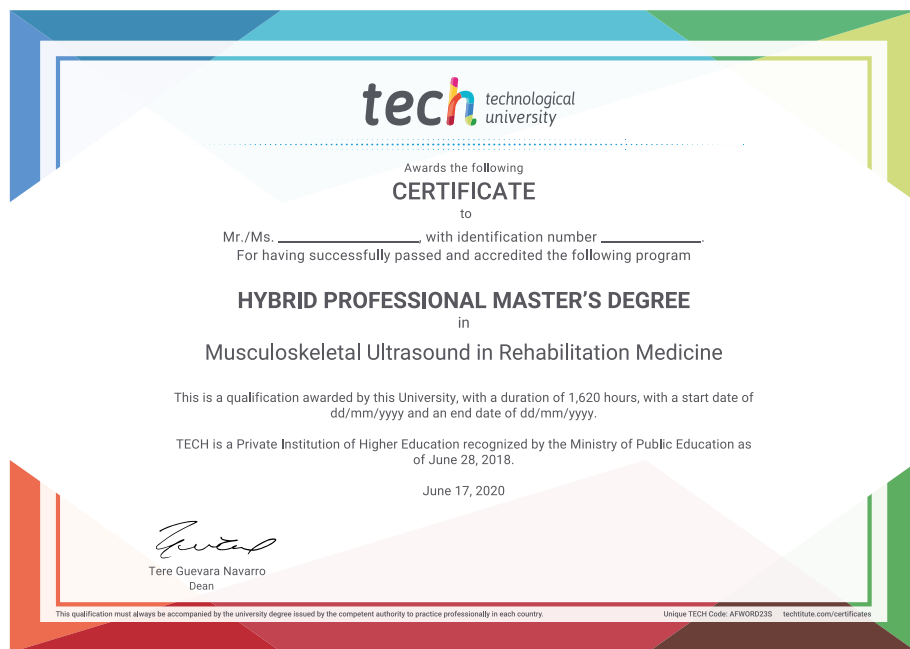 tech technological
university
Awards the following
CERTIFICATE
to
Mr./Ms. ____________________, with identification number ______________.
For having successfully passed and accredited the following program
HYBRID PROFESSIONAL MASTER’S DEGREE
in
Musculoskeletal Ultrasound in Rehabilitation Medicine
This is a qualification awarded by this University, with a duration of 1,620 hours, with a start date of
dd/mm/yyyy and an end date of dd/mm/yyyy.
TECH is a Private Institution of Higher Education recognized by the Ministry of Public Education as
of June 28, 2018.
June 17, 2020
Tere Guevara Navarro
Dean
This qualification must always be accompanied by the university degree issued by the competent authority to practice professionally in each country.
Unique TECH Code: AFWORD23S techtitute.com/certificates